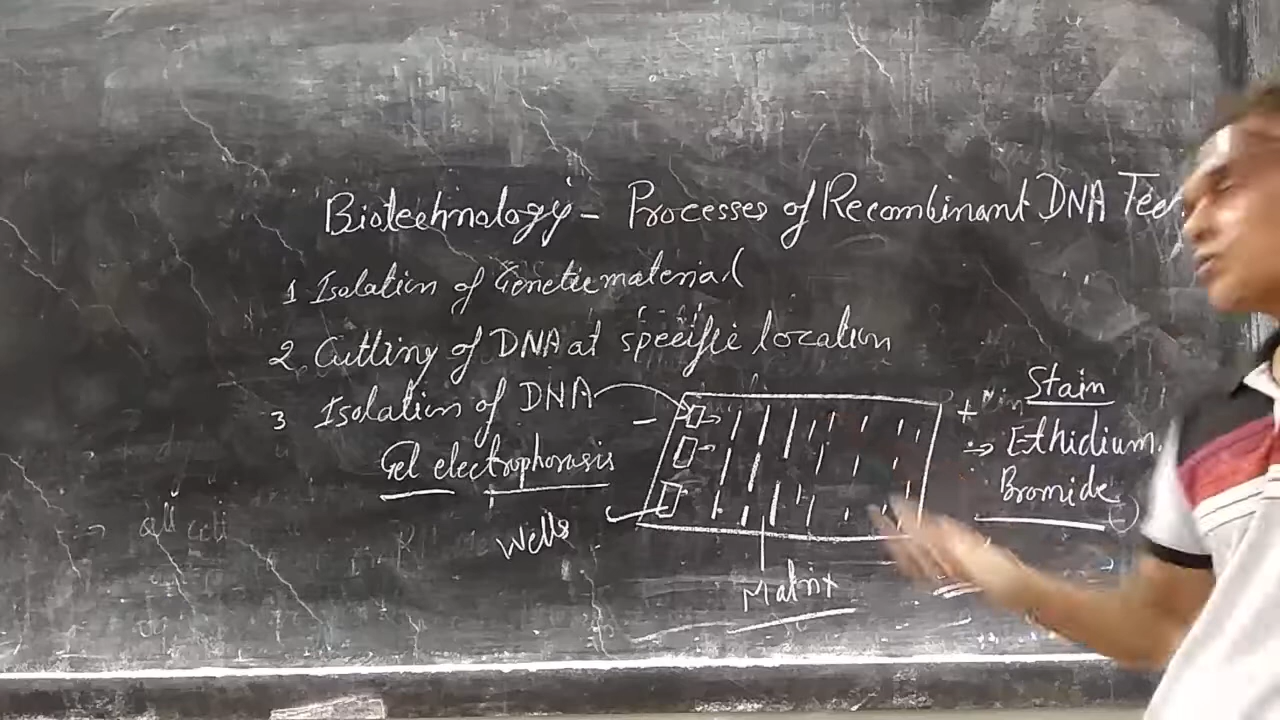 Biotechnology - Processes of Recombinant DNA Tec
1 Isolation of Genetic material
2 Cutting of DNA at specific location
3 Isolation of DNA
Gel electrophorasis
Wells
Matrix
-
+
Stain
⇒ Ethidium
Bromide